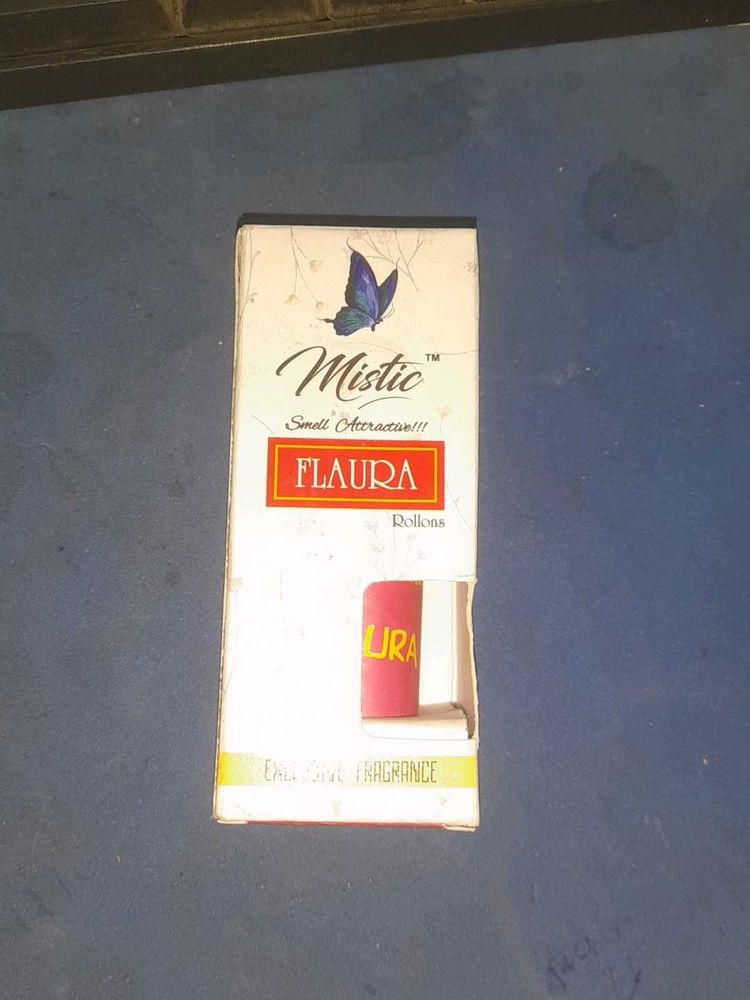 Mistic™
Smell Attractive!!!
FLAURA
Rollons
URA
EXCLUSIVE FRAGRANCE